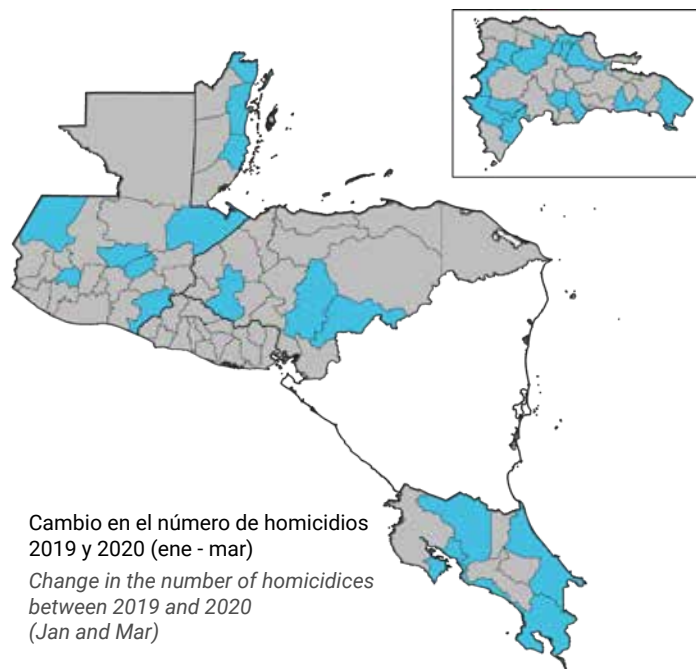 Cambio en el número de homicidios
2019 y 2020 (ene - mar)
Change in the number of homicidices
between 2019 and 2020
(Jan and Mar)